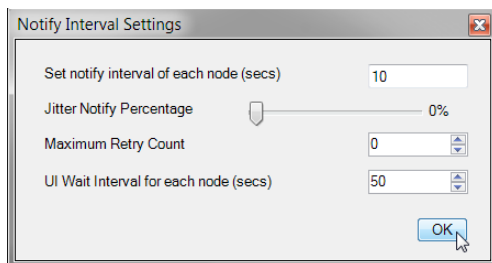 Notify Interval Settings
Set notify interval of each node (secs) 10
Jitter Notify Percentage 0%
Maximum Retry Count 0
UI Wait Interval for each node (secs) 50
OK